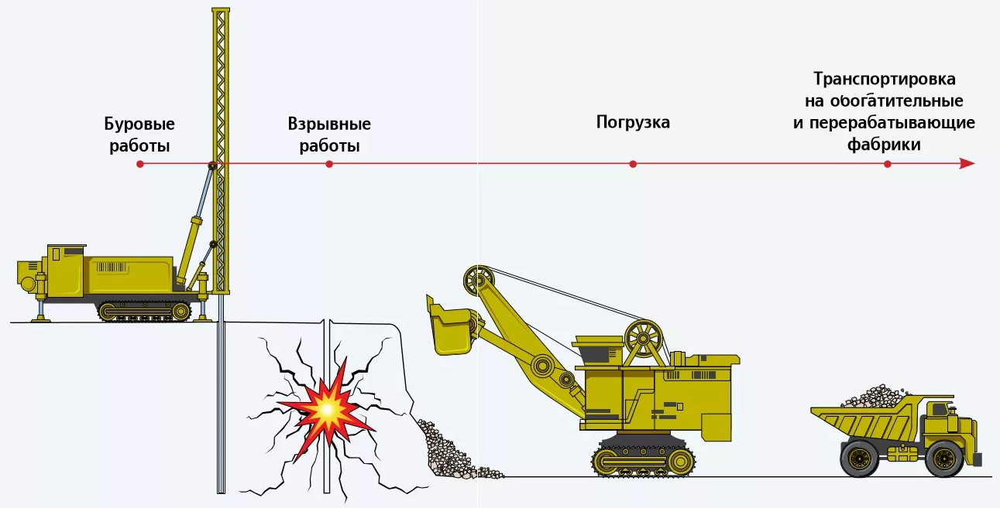 Буровые
работы
Взрывные
работы
Погрузка
Транспортировка
на обогатительные
и перерабатывающие
фабрики